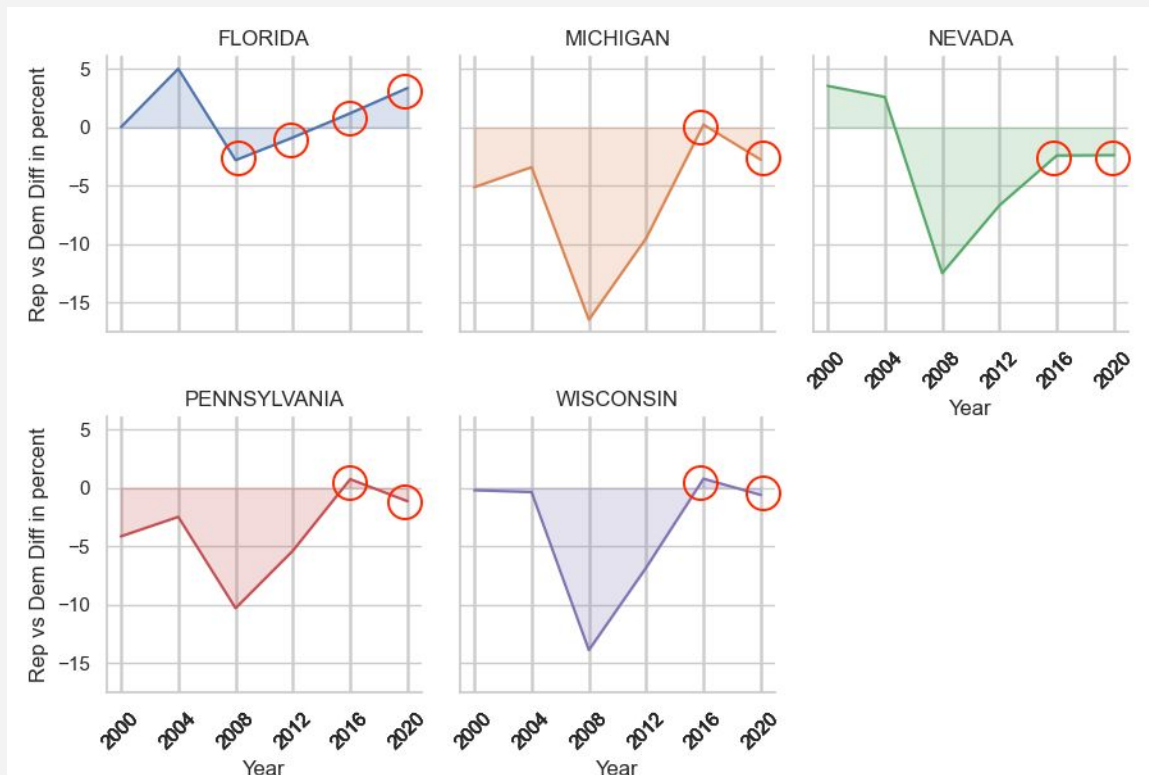 FLORIDA
MICHIGAN
NEVADA
Rep vs Dem Diff in percent
5
0
−5
−10
−15
2000
2004
2008
2012
2016
2020
Year
PENNSYLVANIA
WISCONSIN
Rep vs Dem Diff in percent
5
0
−5
−10
−15
2000
2004
2008
2012
2016
2020
Year
2000
2004
2008
2012
2016
2020
Year